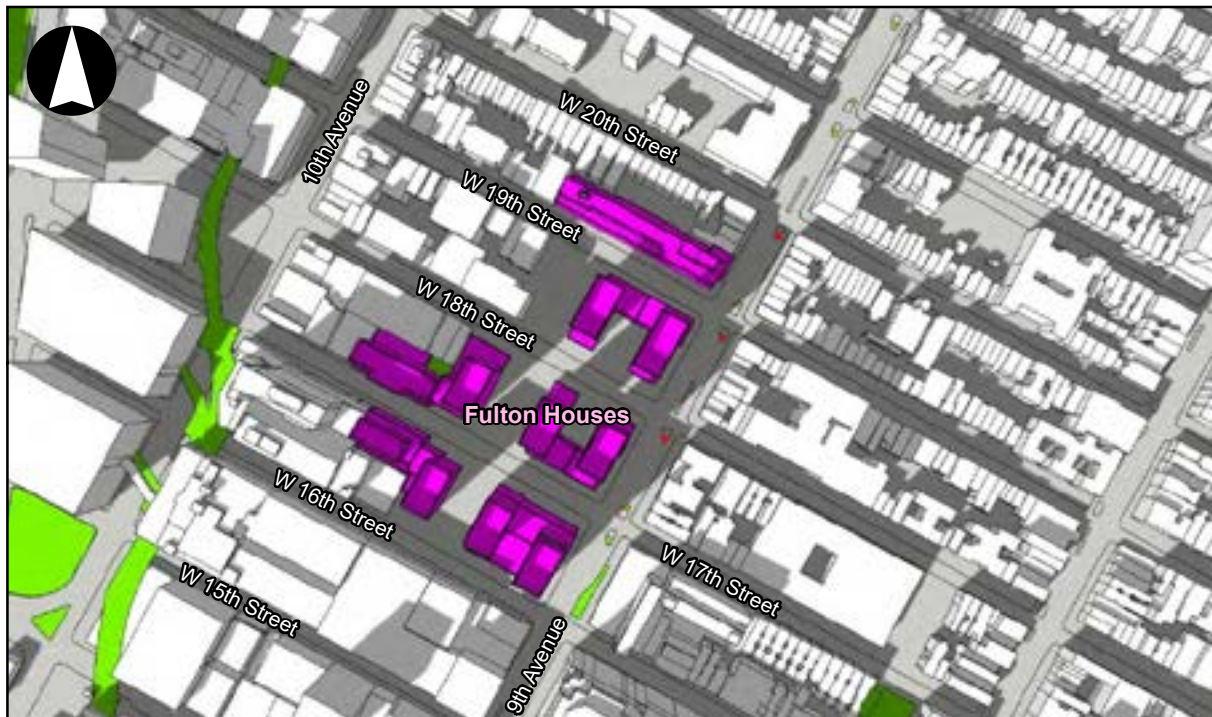 10th Avenue
W 20th Street
W 19th Street
W 18th Street
Fulton Houses
W 16th Street
W 15th Street
W 17th Street
9th Avenue